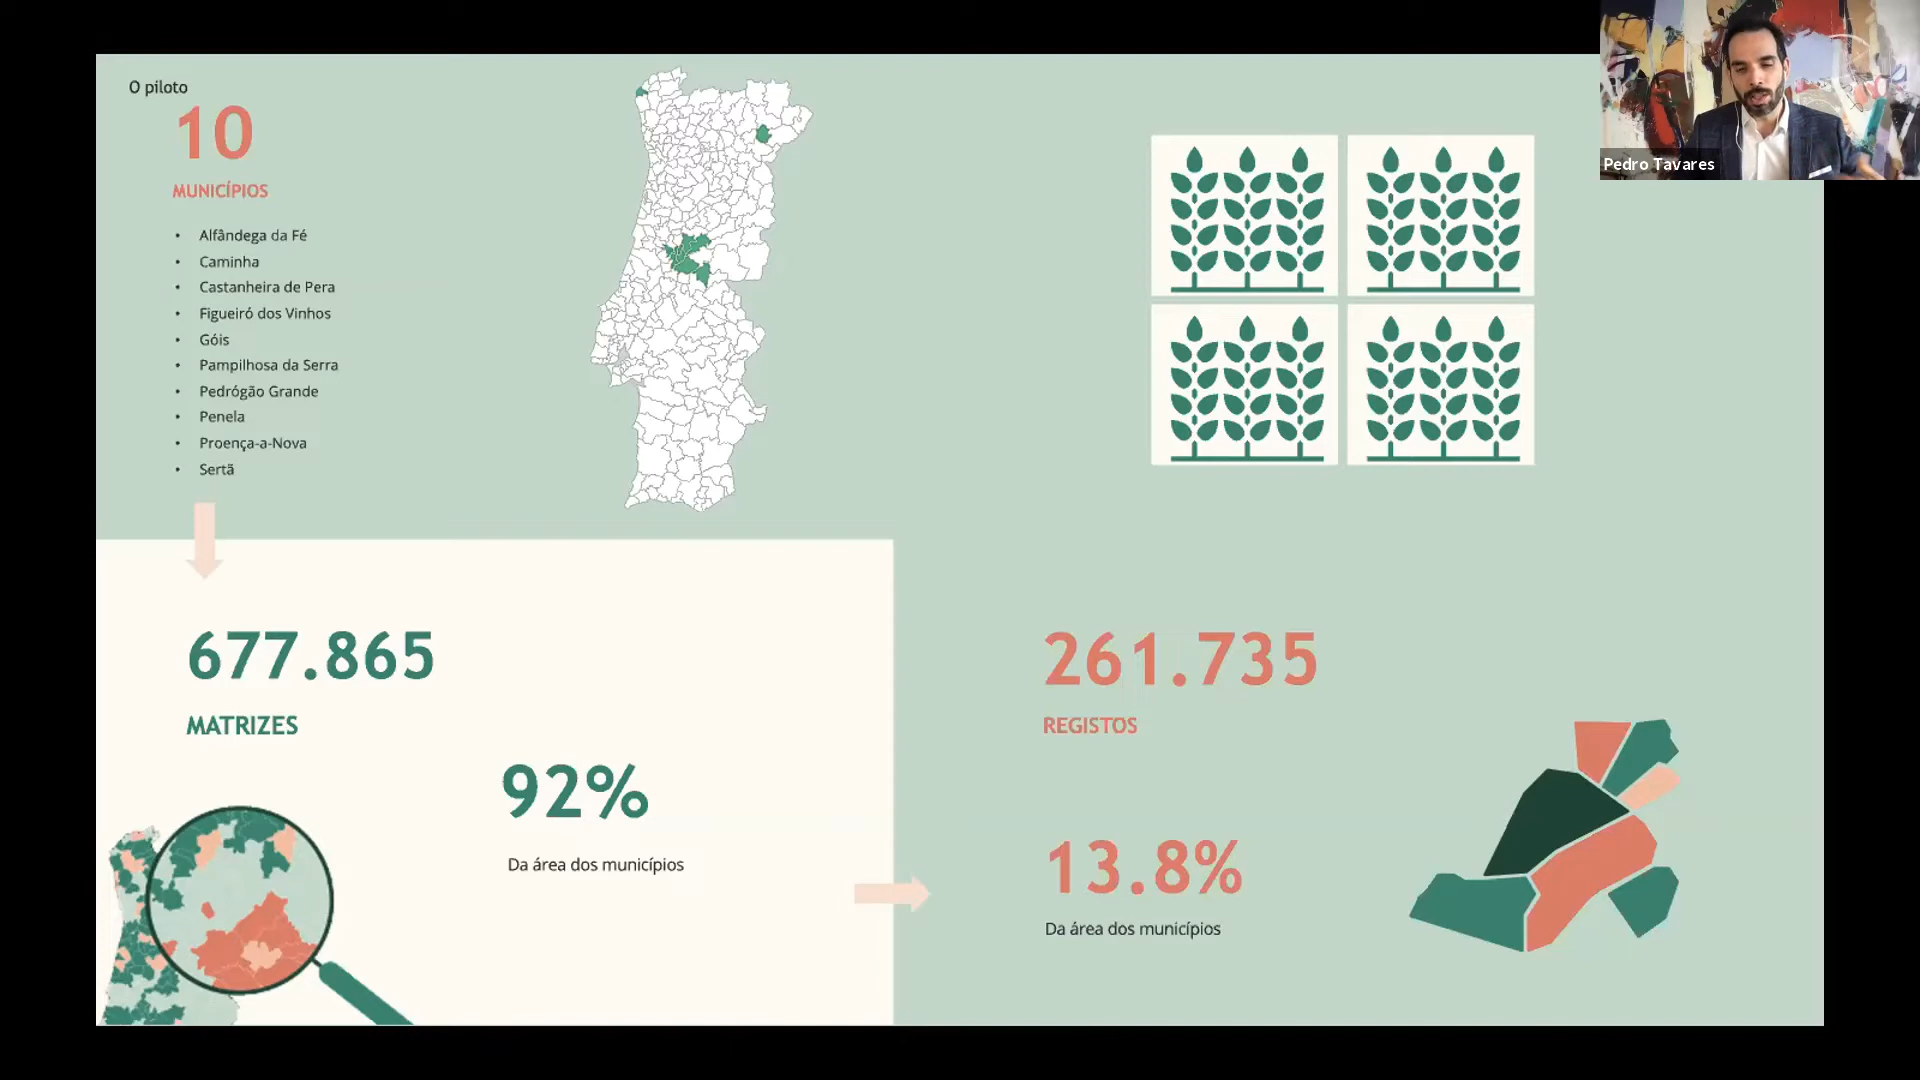 O piloto
10
MUNICÍPIOS
• Alfândega da Fé
• Caminha
• Castanheira de Pera
• Figueiró dos Vinhos
• Góis
• Pampilhosa da Serra
• Pedrógão Grande
• Penela
• Proença-a-Nova
• Sertã
677.865
MATRIZES
92%
Da área dos municípios
261.735
REGISTOS
13.8%
Da área dos municípios
Pedro Tavares